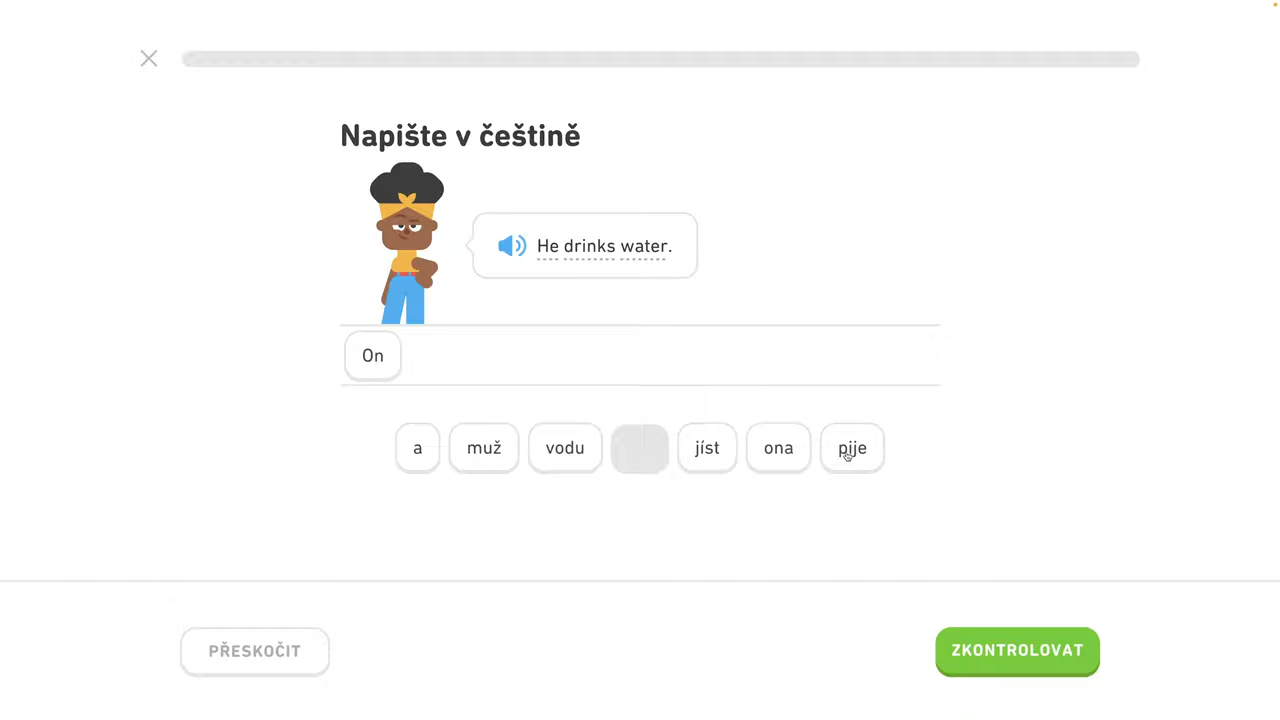 Napište v češtině
He drinks water.
On
a muž vodu jíst ona pije
PŘESKOČIT
ZKONTROLOVAT